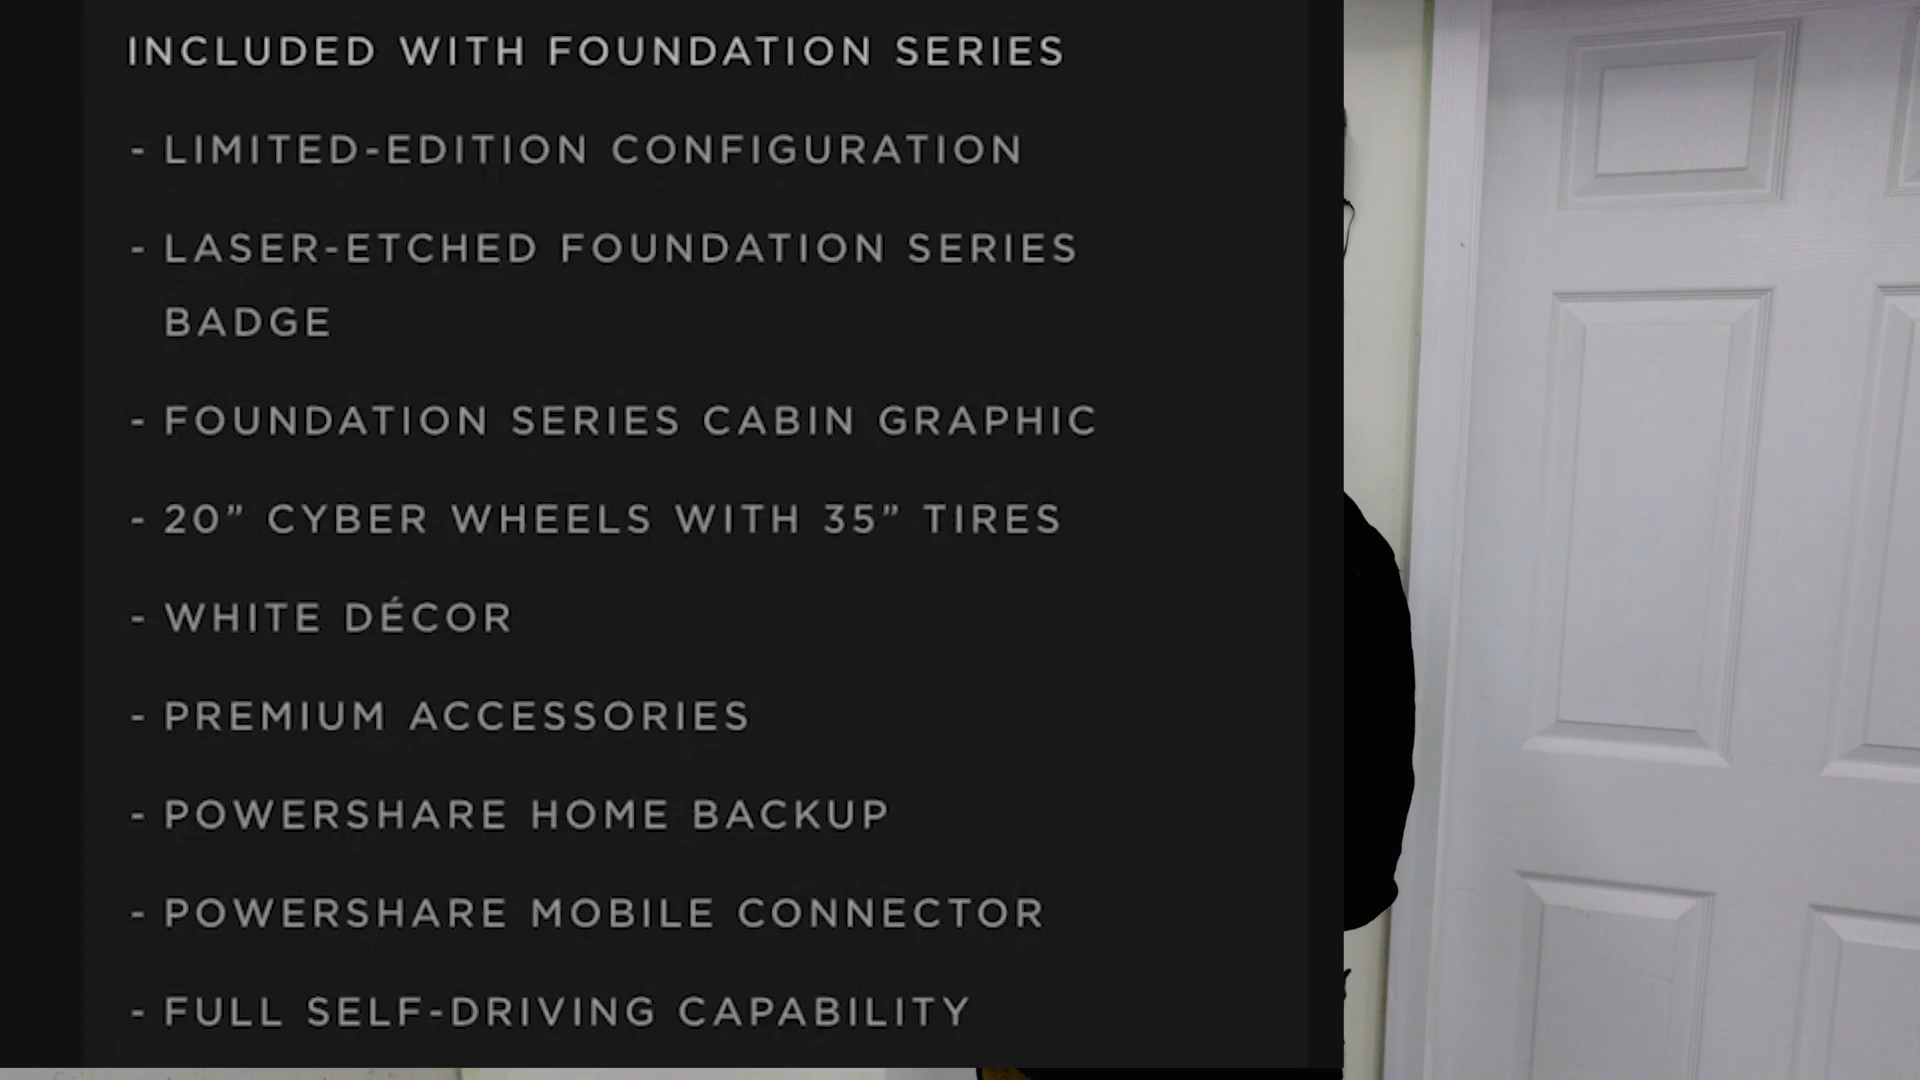 INCLUDED WITH FOUNDATION SERIES
- LIMITED-EDITION CONFIGURATION
- LASER-ETCHED FOUNDATION SERIES
BADGE
- FOUNDATION SERIES CABIN GRAPHIC
- 20” CYBER WHEELS WITH 35” TIRES
- WHITE DÉCOR
- PREMIUM ACCESSORIES
- POWERSHARE HOME BACKUP
- POWERSHARE MOBILE CONNECTOR
- FULL SELF-DRIVING CAPABILITY